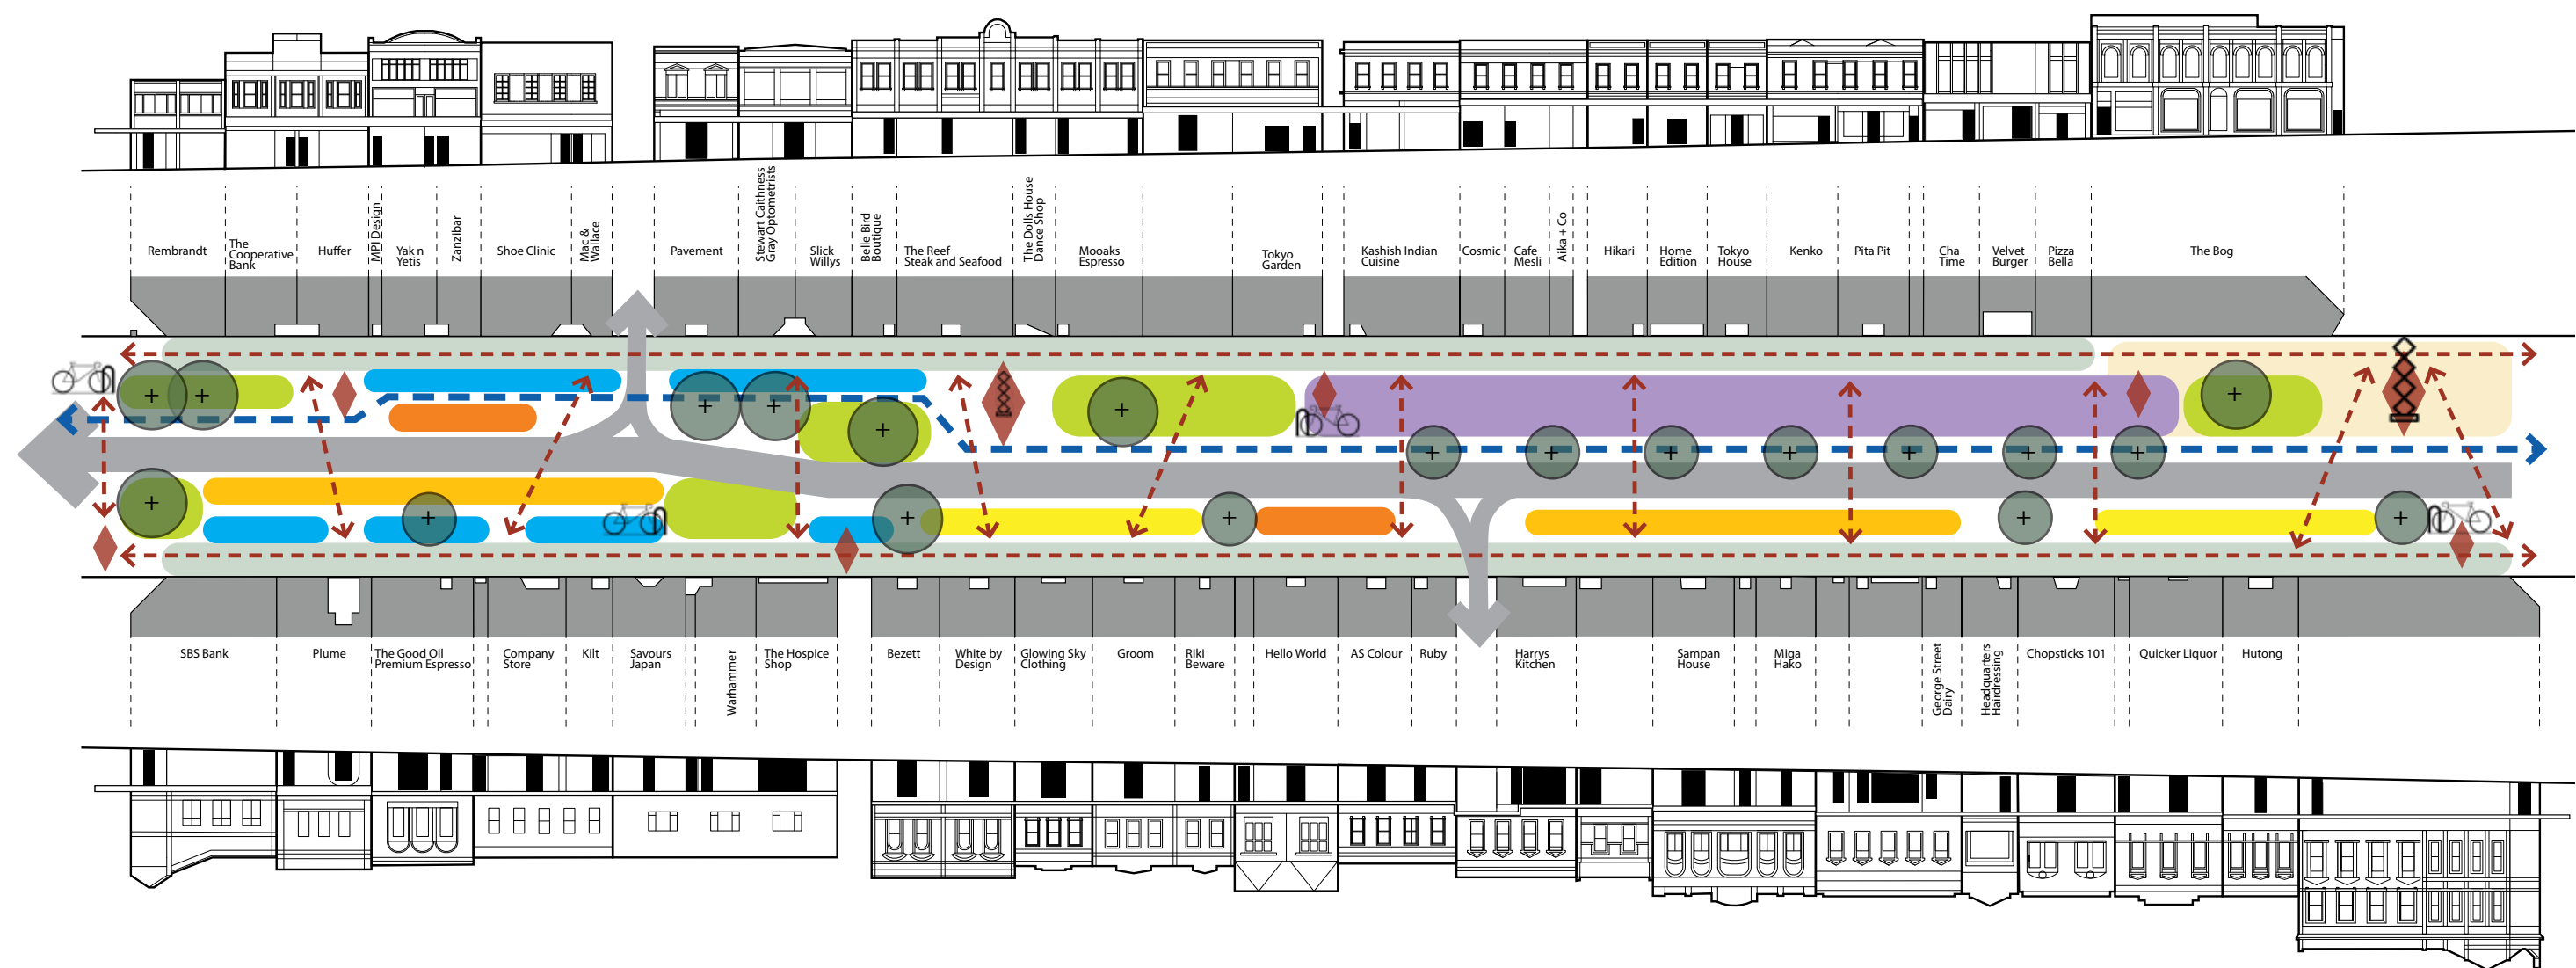 Rembrandt
The
Cooperative
Bank
Huffer
MPI Design
Yak n
Yetis
Zanzibar
Shoe Clinic
Mac &
Wallace
Pavement
Stewart Caithness
Gray Optometrists
Slick
Willys
Belle Bird
Boutique
The Reef
Steak and Seafood
The Dolls House
Dance Shop
Mooaks
Espresso
Tokyo
Garden
Kashish Indian
Cuisine
Cosmic
Cafe
Mesli
Aika + Co
Hikari
Home
Edition
Tokyo
House
Kenko
Pita Pit
Cha
Time
Velvet
Burger
Pizza
Bella
The Bog
SBS Bank
Plume
The Good Oil
Premium Espresso
Company
Store
Kilt
Savours
Japan
Warhammer
The Hospice
Shop
Bezett
White by
Design
Glowing Sky
Clothing
Groom
Riki
Beware
Hello World
AS Colour
Ruby
Harrys
Kitchen
Sampan
House
Miga
Hako
George Street
Dairy
Headquarters
Hairdressing
Chopsticks 101
Quicker Liquor
Hutong